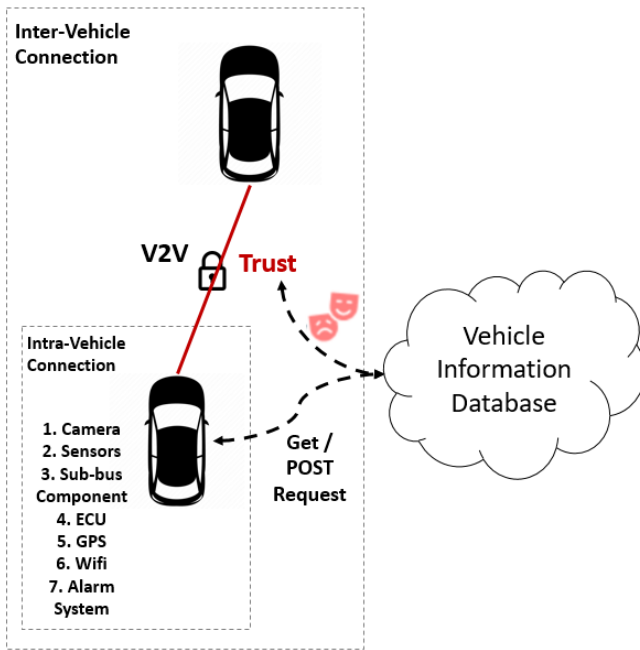 Inter-Vehicle
Connection
V2V
Trust
Intra-Vehicle
Connection
1. Camera
2. Sensors
3. Sub-bus
Component
4. ECU
5. GPS
6. Wifi
7. Alarm
System
Get /
POST
Request
Vehicle
Information
Database